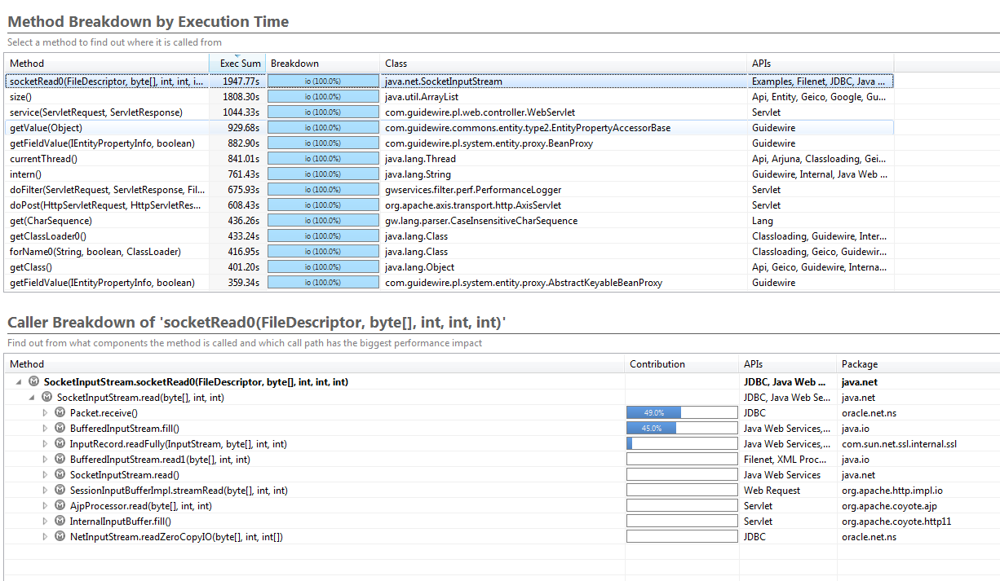 Method Breakdown by Execution Time
Select a method to find out where it is called from
Method Exec Sum Breakdown Class APIs
socketRead0(FileDescriptor, byte[], int, int, i... 1947.77s io (100.0%) java.net.SocketInputStream Examples, Filenet, JDBC, Java ...
size() 1808.30s io (100.0%) java.util.ArrayList Api, Entity, Geico, Google, Gu...
service(ServletRequest, ServletResponse) 1044.33s io (100.0%) com.guidewire.pl.web.controller.WebServlet Servlet
getValue(Object) 929.68s io (100.0%) com.guidewire.commons.entity.type2.EntityPropertyAccessorBase Guidewire
getFieldValue(IEntityPropertyInfo, boolean) 882.90s io (100.0%) com.guidewire.pl.system.entity.proxy.BeanProxy Guidewire
currentThread() 841.01s io (100.0%) java.lang.Thread Api, Arjuna, Classloading, Gei...
intern() 761.43s io (100.0%) java.lang.String Guidewire, Internal, Java Web ...
doFilter(ServletRequest, ServletResponse, Fil... 675.93s io (100.0%) gwservices.filter.perf.PerformanceLogger Servlet
doPost(HttpServletRequest, HttpServletRes... 608.43s io (100.0%) org.apache.axis.transport.http.AxisServlet Servlet
get(CharSequence) 436.26s io (100.0%) gw.lang.parser.CaseInsensitiveCharSequence Lang
getClassLoader0() 433.24s io (100.0%) java.lang.Class Classloading, Guidewire, Inter...
forName0(String, boolean, ClassLoader) 416.95s io (100.0%) java.lang.Class Classloading, Geico, Guidewir...
getClass() 401.20s io (100.0%) java.lang.Object Api, Geico, Guidewire, Interna...
getFieldValue(IEntityPropertyInfo, boolean) 359.34s io (100.0%) com.guidewire.pl.system.entity.proxy.AbstractKeyableBeanProxy Guidewire
Caller Breakdown of 'socketRead0(FileDescriptor, byte[], int, int, int)'
Find out from what components the method is called and which call path has the biggest performance impact
Method Contribution APIs Package
M SocketInputStream.socketRead0(FileDescriptor, byte[], int, int, int) JDBC, Java Web ... java.net
M SocketInputStream.read(byte[], int, int) JDBC, Java Web Se... java.net
M Packet.receive() 49.0% JDBC oracle.net.ns
M BufferedInputStream.fill() 45.0% Java Web Services,... java.io
M InputRecord.readFully(InputStream, byte[], int, int) Java Web Services,... com.sun.net.ssl.internal.ssl
M BufferedInputStream.read1(byte[], int, int) Filenet, XML Proc... java.io
M SocketInputStream.read() Java Web Services java.net
M SessionInputBufferImpl.streamRead(byte[], int, int) Web Request org.apache.http.impl.io
M AjpProcessor.read(byte[], int, int) Servlet org.apache.coyote.ajp
M InternalInputBuffer.fill() Servlet org.apache.coyote.http11
M NetInputStream.readZeroCopyIO(byte[], int, int[]) JDBC oracle.net.ns